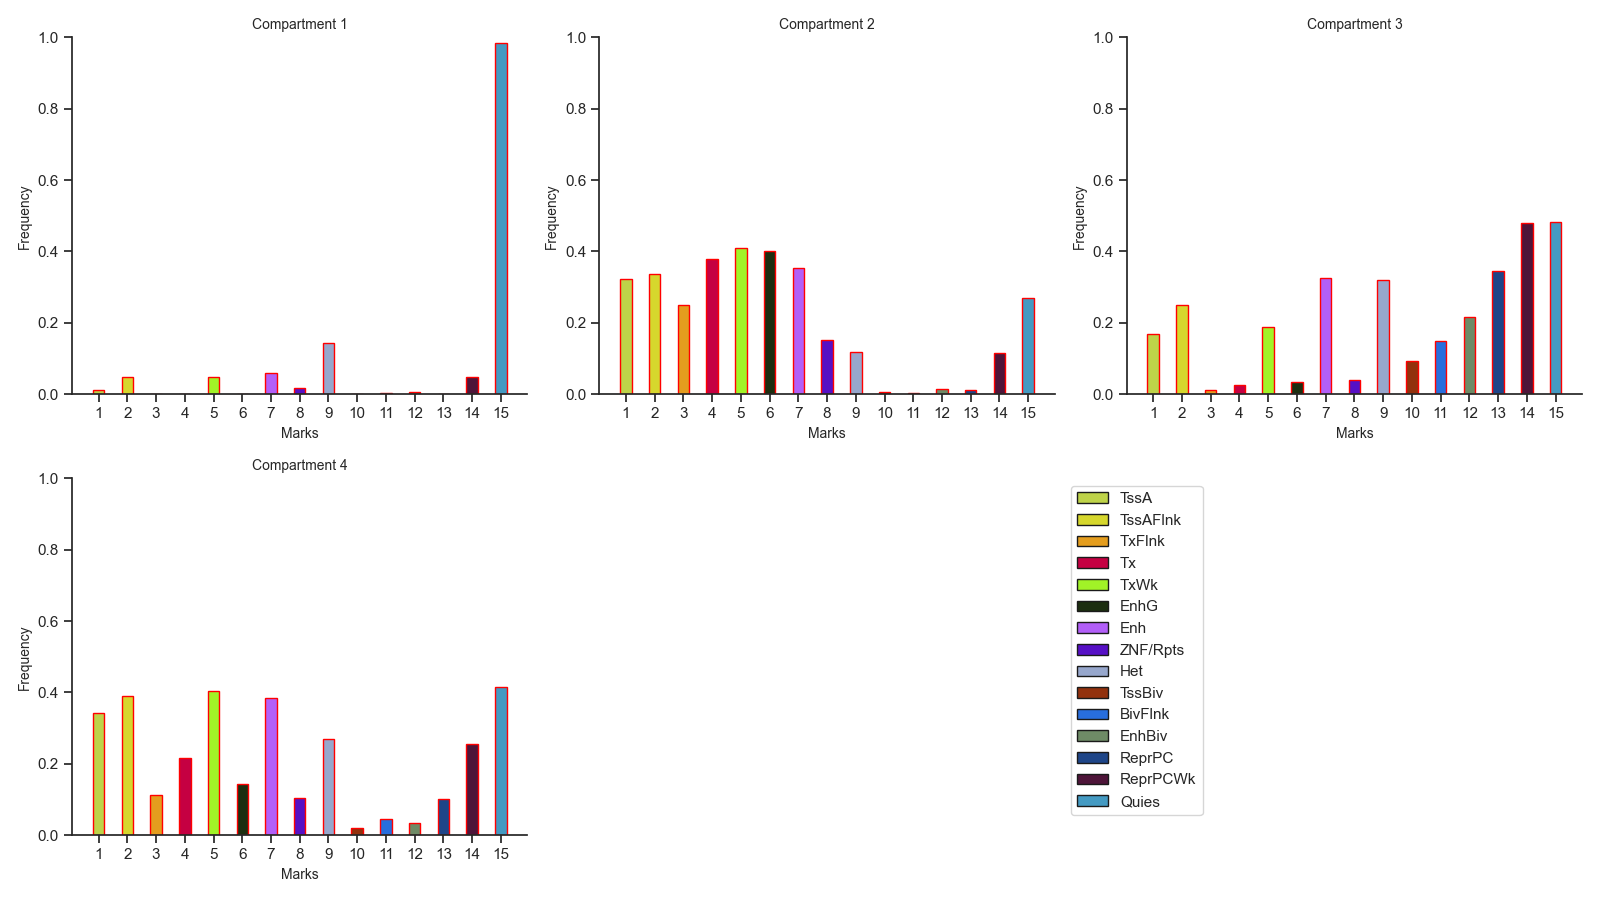 Compartment 1
1.0
0.8
0.6
0.4
0.2
0.0
Frequency
1 2 3 4 5 6 7 8 9 10 11 12 13 14 15
Marks
Compartment 2
1.0
0.8
0.6
0.4
0.2
0.0
Frequency
1 2 3 4 5 6 7 8 9 10 11 12 13 14 15
Marks
Compartment 3
1.0
0.8
0.6
0.4
0.2
0.0
Frequency
1 2 3 4 5 6 7 8 9 10 11 12 13 14 15
Marks
Compartment 4
1.0
0.8
0.6
0.4
0.2
0.0
Frequency
1 2 3 4 5 6 7 8 9 10 11 12 13 14 15
Marks
TssA
TssAFlnk
TxFlnk
Tx
TxWk
EnhG
Enh
ZNF/Rpts
Het
TssBiv
BivFlnk
EnhBiv
ReprPC
ReprPCWk
Quies